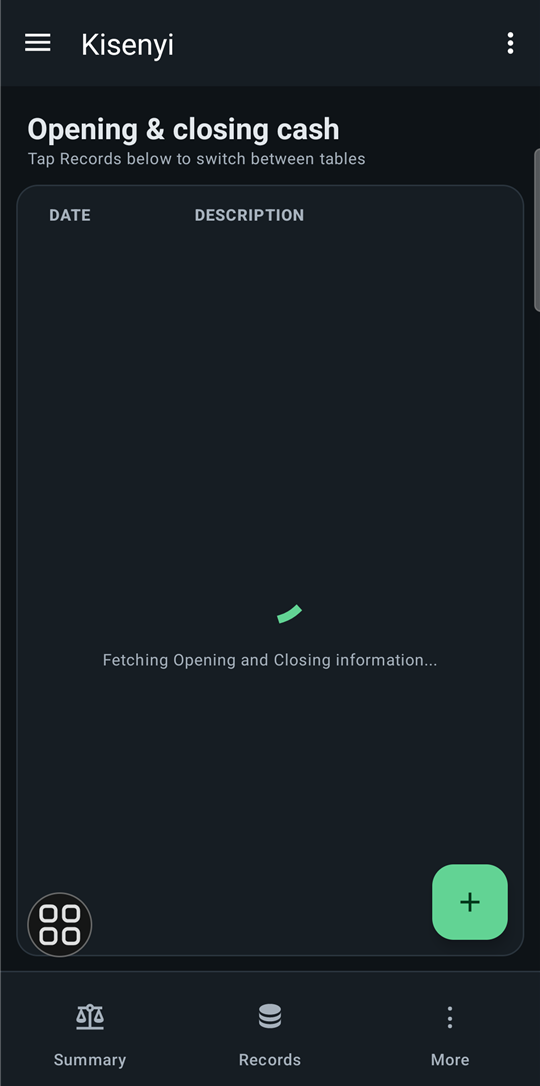 Kisenyi
Opening & closing cash
Tap Records below to switch between tables
DATE DESCRIPTION
Fetching Opening and Closing information...
Summary Records More